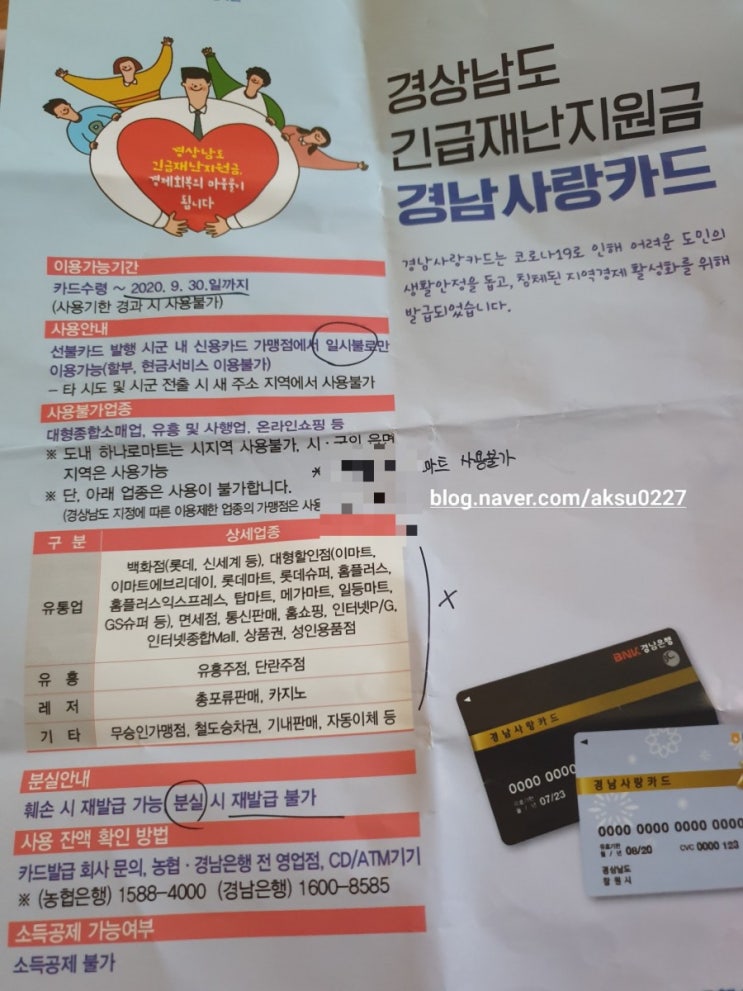 경상남도
긴급재난지원금,
경제회복의 마중물이
됩니다
경상남도
긴급재난지원금
경남사랑카드
경남사랑카드는 코로나19로 인해 어려운 도민의
생활안정을 돕고, 침체된 지역경제 활성화를 위해
발급되었습니다.
이용가능기간
카드수령 ~ 2020. 9. 30.일까지
(사용기한 경과 시 사용불가)
사용안내
선불카드 발행 시군 내 신용카드 가맹점에서 일시불로만
이용가능(할부, 현금서비스 이용불가)
- 타 시도 및 시군 전출 시 새 주소 지역에서 사용불가
사용불가업종
대형종합소매업, 유흥 및 사행업, 온라인쇼핑 등
※ 도내 하나로마트는 시지역 사용불가, 시·군의 읍면
지역은 사용가능
마트 사용불가
※ 단, 아래 업종은 사용이 불가합니다.
(경상남도 지정에 따른 이용제한 업종의 가맹점은 사용
blog.naver.com/aksu0227
구 분 상세업종
유통업 백화점(롯데, 신세계 등), 대형할인점(이마트,
이마트에브리데이, 롯데마트, 롯데슈퍼, 홈플러스,
홈플러스익스프레스, 탑마트, 메가마트, 일등마트,
GS슈퍼 등), 면세점, 통신판매, 홈쇼핑, 인터넷P/G,
인터넷종합Mall, 상품권, 성인용품점
X
유 흥 유흥주점, 단란주점
레 저 총포류판매, 카지노
기 타 무승인가맹점, 철도승차권, 기내판매, 자동이체 등
분실안내
훼손 시 재발급 가능 분실 시 재발급 불가
사용 잔액 확인 방법
카드발급 회사 문의, 농협·경남은행 전 영업점, CD/ATM기기
※ (농협은행) 1588-4000 (경남은행) 1600-8585
소득공제 가능여부
소득공제 불가
BNK 경남은행
경남사랑카드
0000 0000
07/23
경남사랑카드
0000 0000 0000 0000
유효기간
월 / 년 06/20 CVC 0000 123
경상남도
창원시